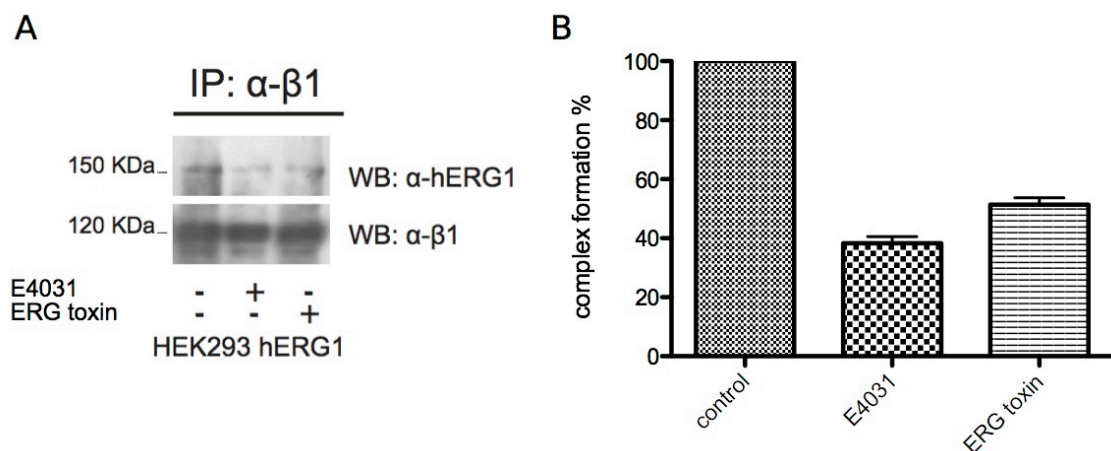 A
IP: α-β1
150 KDa
WB: α-hERG1
120 KDa
WB: α-β1
E4031 - + -
ERG toxin - - +
HEK293 hERG1
B
complex formation %
100
80
60
40
20
0
control
E4031
ERG toxin